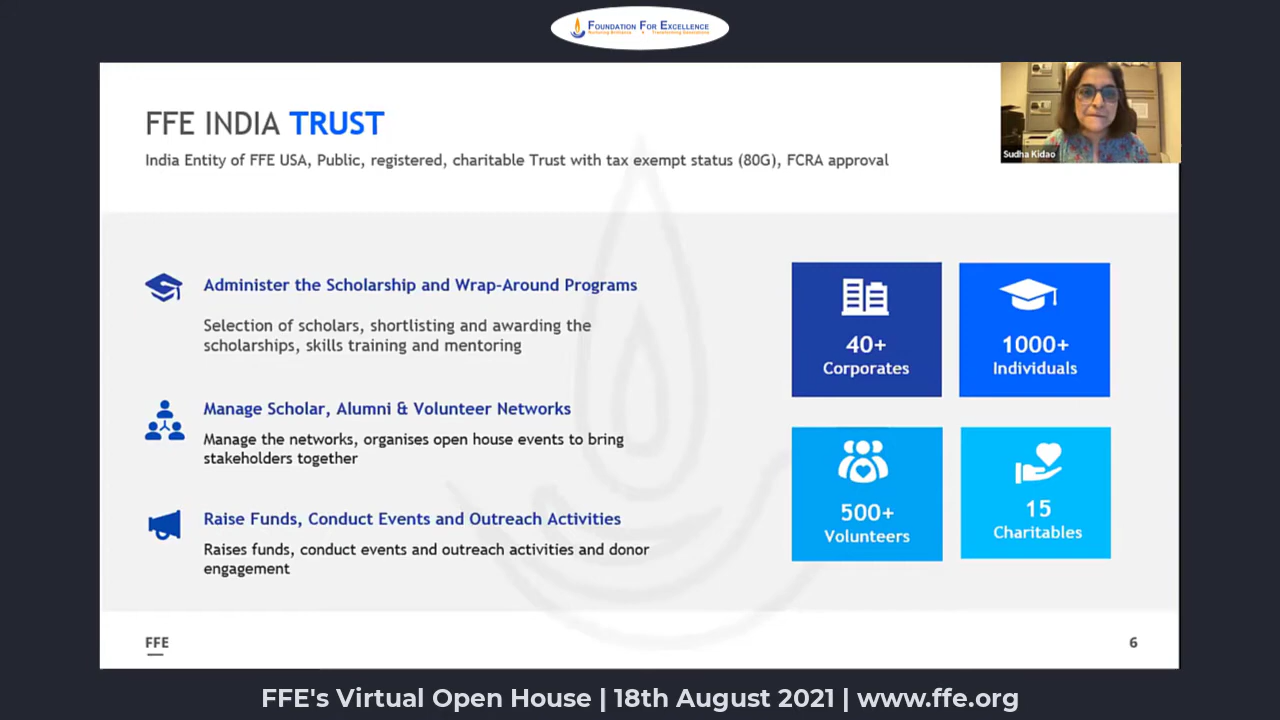 FOUNDATION FOR EXCELLENCE
Nurturing Brilliance • Transforming Generations
FFE INDIA TRUST
India Entity of FFE USA, Public, registered, charitable Trust with tax exempt status (80G), FCRA approval
Sudha Kidao
Administer the Scholarship and Wrap-Around Programs
Selection of scholars, shortlisting and awarding the
scholarships, skills training and mentoring
Manage Scholar, Alumni & Volunteer Networks
Manage the networks, organises open house events to bring
stakeholders together
Raise Funds, Conduct Events and Outreach Activities
Raises funds, conduct events and outreach activities and donor
engagement
40+
Corporates
1000+
Individuals
500+
Volunteers
15
Charitables
FFE
6
FFE's Virtual Open House | 18th August 2021 | www.ffe.org